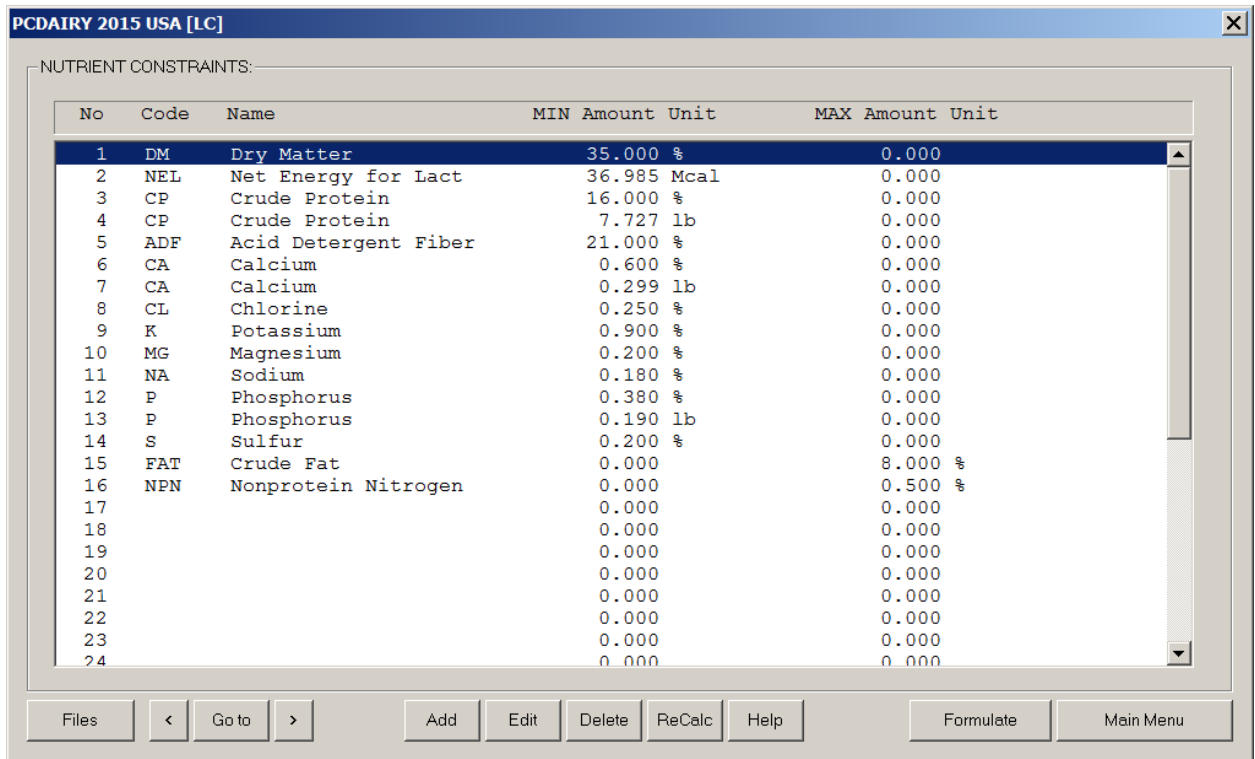 PCDAIRY 2015 USA [LC]
NUTRIENT CONSTRAINTS:
No Code Name MIN Amount Unit MAX Amount Unit
1 DM Dry Matter 35.000 % 0.000
2 NEL Net Energy for Lact 36.985 Mcal 0.000
3 CP Crude Protein 16.000 % 0.000
4 CP Crude Protein 7.727 lb 0.000
5 ADF Acid Detergent Fiber 21.000 % 0.000
6 CA Calcium 0.600 % 0.000
7 CA Calcium 0.299 lb 0.000
8 CL Chlorine 0.250 % 0.000
9 K Potassium 0.900 % 0.000
10 MG Magnesium 0.200 % 0.000
11 NA Sodium 0.180 % 0.000
12 P Phosphorus 0.380 % 0.000
13 P Phosphorus 0.190 lb 0.000
14 S Sulfur 0.200 % 0.000
15 FAT Crude Fat 0.000 8.000 %
16 NPN Nonprotein Nitrogen 0.000 0.500 %
17 0.000 0.000
18 0.000 0.000
19 0.000 0.000
20 0.000 0.000
21 0.000 0.000
22 0.000 0.000
23 0.000 0.000
24 0.000 0.000
Files < Go to > Add Edit Delete ReCalc Help Formulate Main Menu